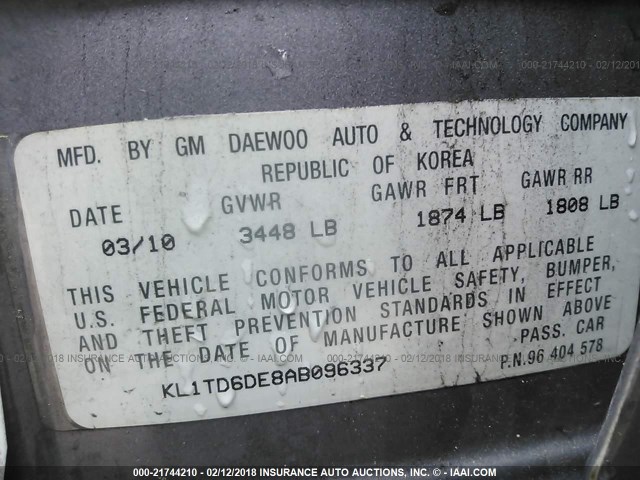 MFD. BY GM DAEWOO AUTO & TECHNOLOGY COMPANY
REPUBLIC OF KOREA
DATE GVWR GAWR FRT GAWR RR
03/10 3448 LB 1874 LB 1808 LB
THIS VEHICLE CONFORMS TO ALL APPLICABLE
U.S. FEDERAL MOTOR VEHICLE SAFETY, BUMPER,
AND THEFT PREVENTION STANDARDS IN EFFECT
ON THE DATE OF MANUFACTURE SHOWN ABOVE
KL1TD6DE8AB096337 PASS. CAR
P.N.96 404 578
000-21744210 - 02/12/2018 INSURANCE AUTO AUCTIONS, INC. - IAAI.COM